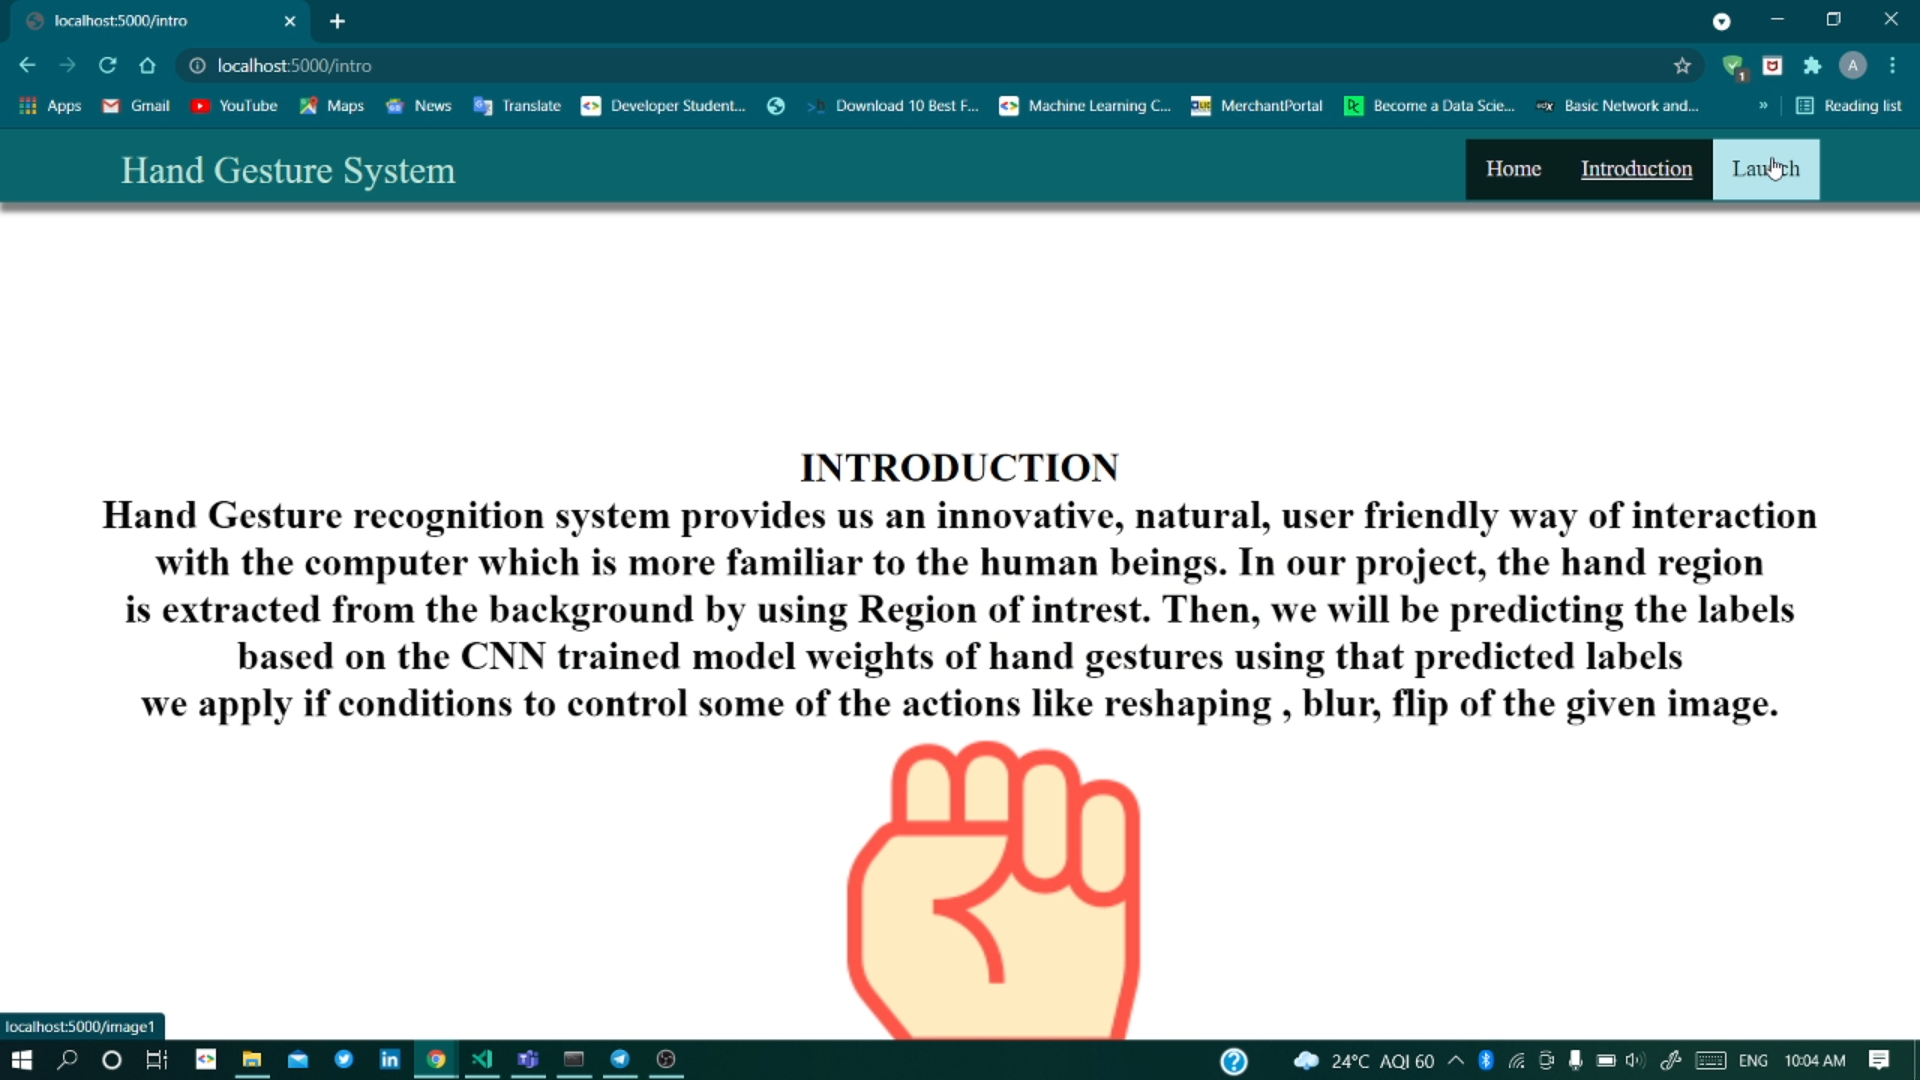 localhost:5000/intro
localhost:5000/intro
1
A
Apps Gmail YouTube Maps News Translate Developer Student... Download 10 Best F... Machine Learning C... MerchantPortal Become a Data Scie... Basic Network and... » Reading list
Hand Gesture System Home Introduction Launch
INTRODUCTION
Hand Gesture recognition system provides us an innovative, natural, user friendly way of interaction
with the computer which is more familiar to the human beings. In our project, the hand region
is extracted from the background by using Region of intrest. Then, we will be predicting the labels
based on the CNN trained model weights of hand gestures using that predicted labels
we apply if conditions to control some of the actions like reshaping , blur, flip of the given image.
localhost:5000/image1
24°C AQI 60 ENG 10:04 AM